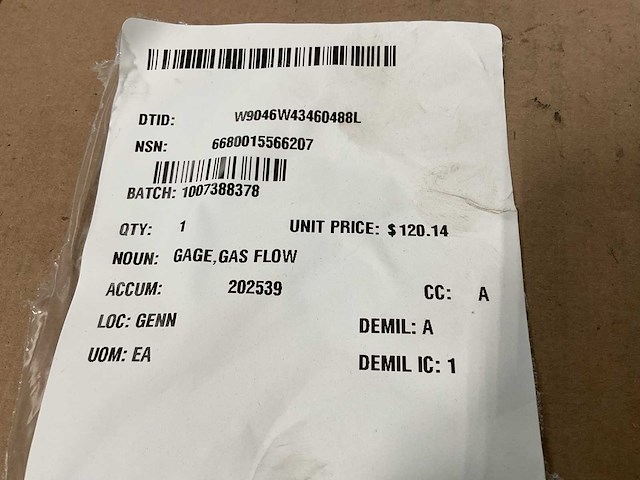 DTID: W9046W43460488L
NSN: 6680015566207
BATCH: 1007388378
QTY: 1 UNIT PRICE: $120.14
NOUN: GAGE,GAS FLOW
ACCUM: 202539 CC: A
LOC: GENN DEMIL: A
UOM: EA DEMIL IC: 1